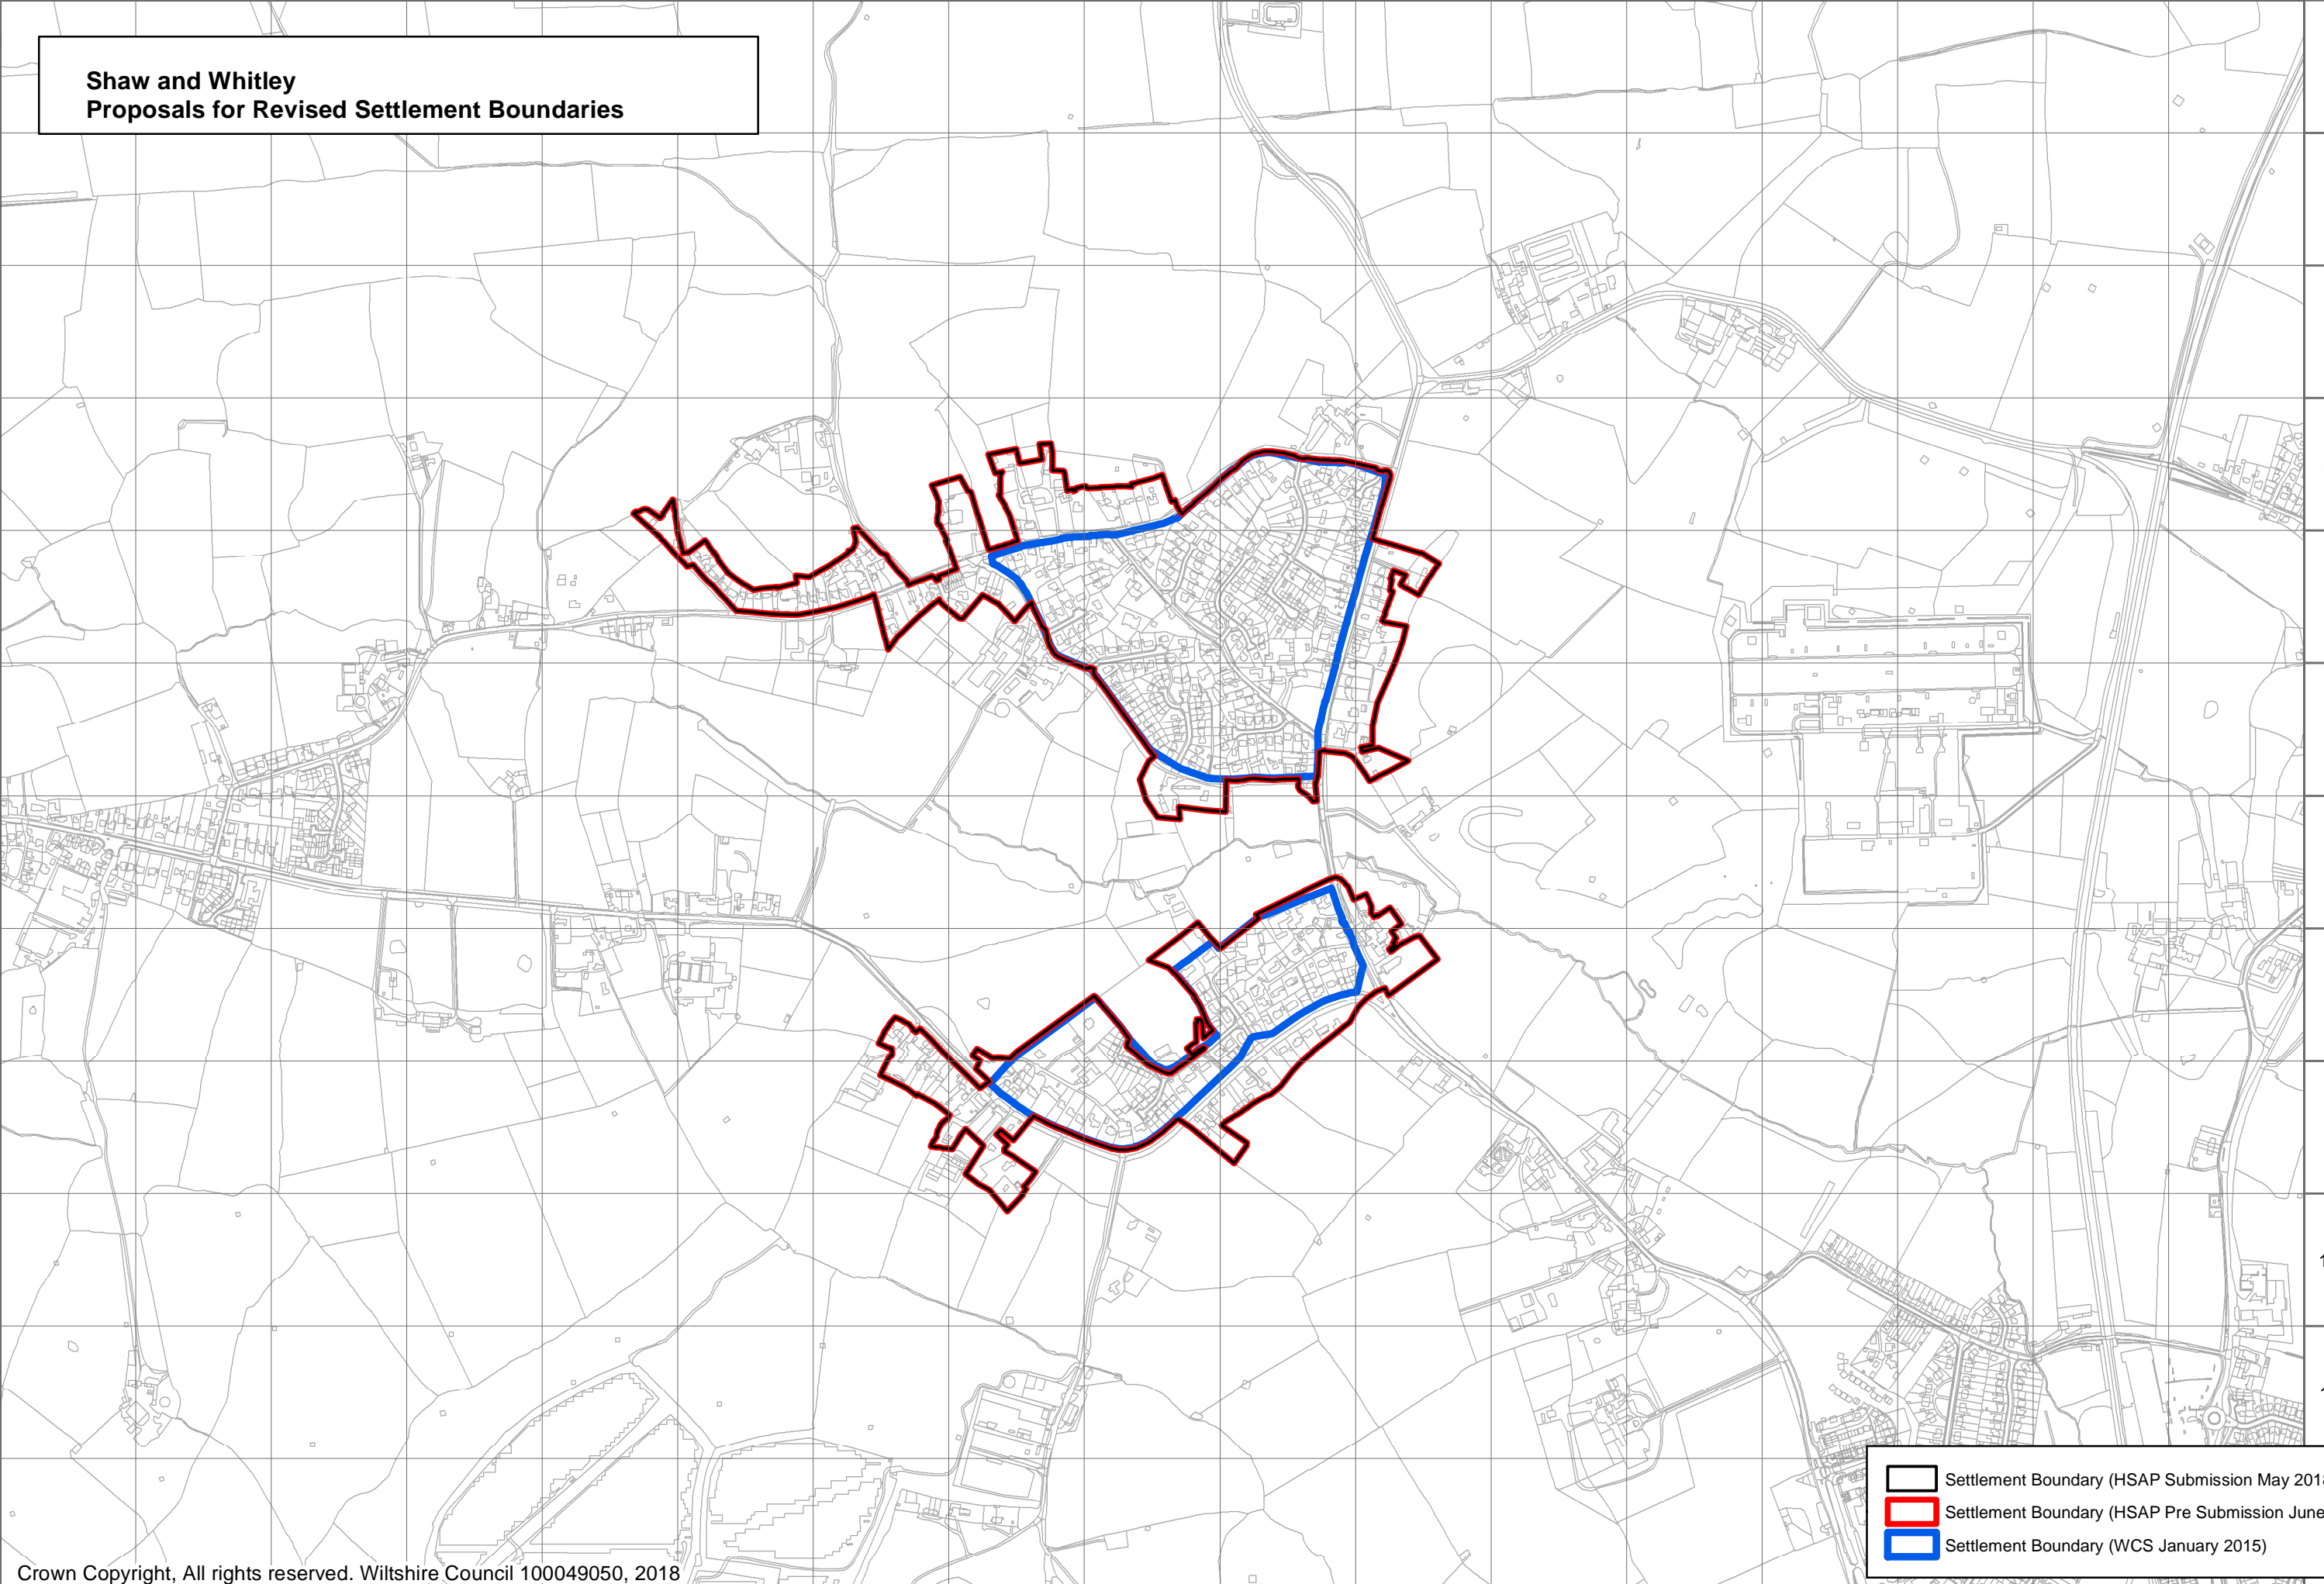 Shaw and Whitley
Proposals for Revised Settlement Boundaries
Settlement Boundary (HSAP Submission May 201
Settlement Boundary (HSAP Pre Submission June
Settlement Boundary (WCS January 2015)
Crown Copyright, All rights reserved. Wiltshire Council 100049050, 2018